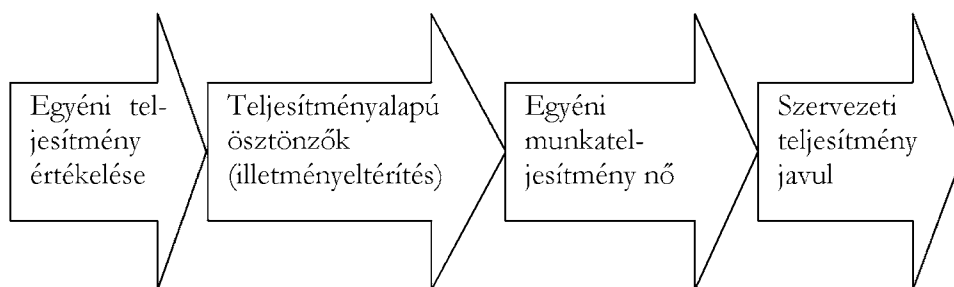 Egyéni tel-
jesítmény
értékelése
Teljesítményalapú
ösztönzők
(illetményeltérítés)
Egyéni
munkatel-
jesítmény nő
Szervezeti
teljesítmény
javul